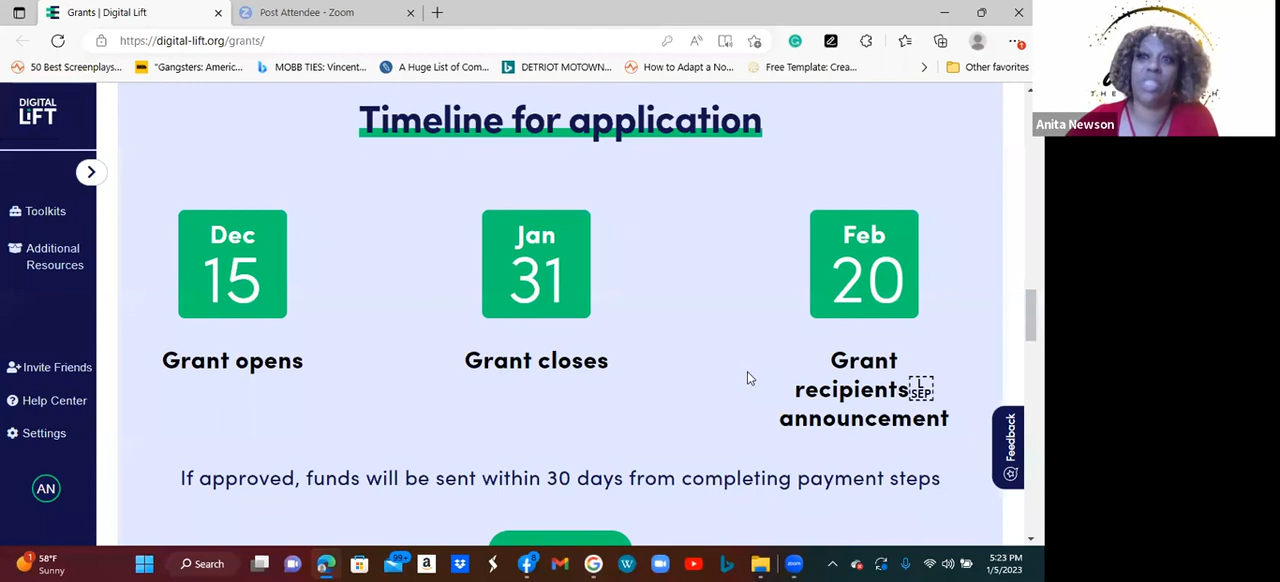 Grants | Digital Lift
Post Attendee - Zoom
https://digital-lift.org/grants/
50 Best Screenplays...
"Gangsters: Americ...
MOBB TIES: Vincent...
A Huge List of Com...
DETRIOT MOTOWN...
How to Adapt a No...
Free Template: Crea...
Other favorites
DIGITAL
LiFT
Toolkits
Additional
Resources
Invite Friends
Help Center
Settings
AN
Timeline for application
Dec
15
Grant opens
Jan
31
Grant closes
Feb
20
Grant
recipients
L
SEP
announcement
If approved, funds will be sent within 30 days from completing payment steps
Feedback
Anita Newson
1
58°F
Sunny
Search
99+
8
5:23 PM
1/5/2023